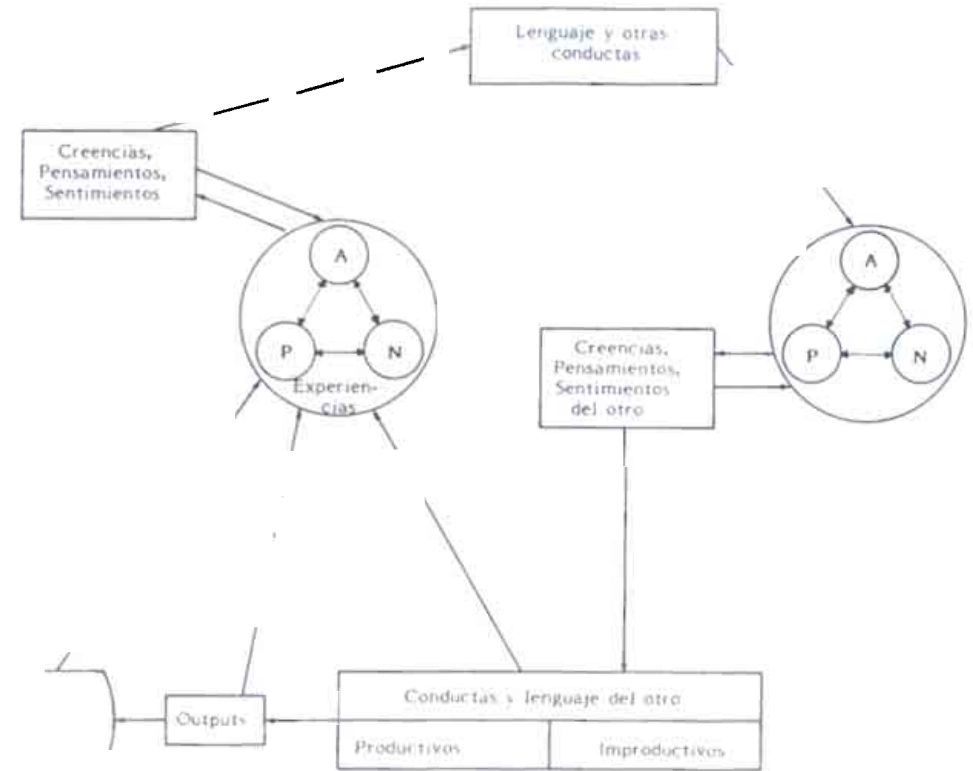 Lenguaje y otras
conductas
Creencias,
Pensamientos,
Sentimientos
A
P
N
Experien-
cias
A
P
N
Creencias,
Pensamientos,
Sentimientos
del otro
Conductas y lenguaje del otro
Outputs
Productivos
Improductivos